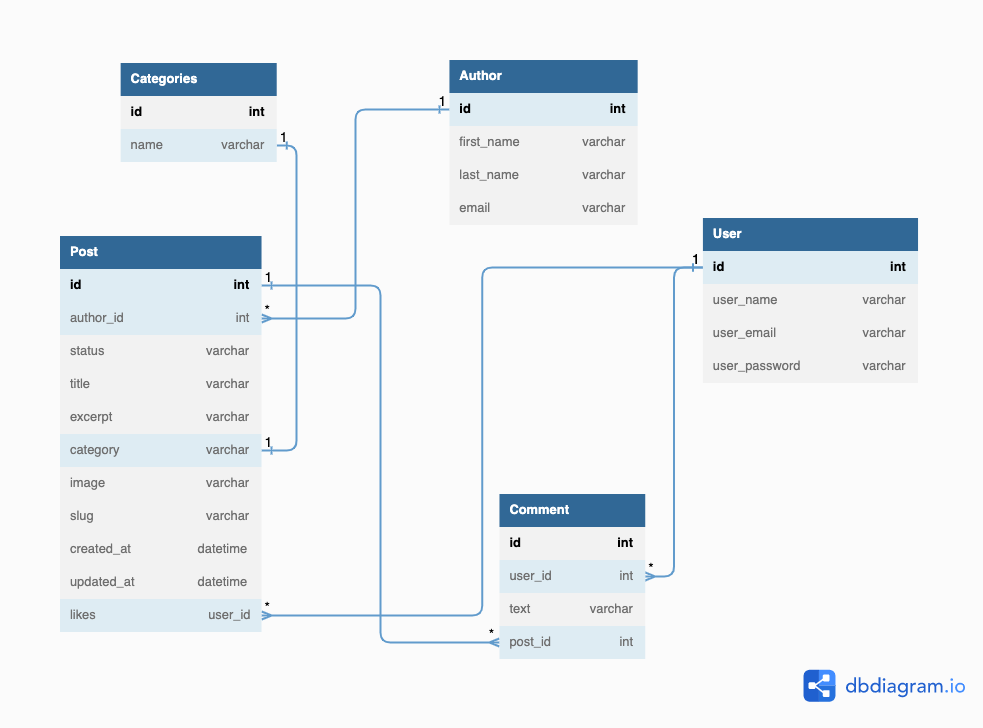 Categories
id int
name varchar
1
Author
1
id int
first_name varchar
last_name varchar
email varchar
Post
id int
1
author_id int
*
status varchar
title varchar
excerpt varchar
category varchar
1
image varchar
slug varchar
created_at datetime
updated_at datetime
likes user_id
*
User
1
id int
user_name varchar
user_email varchar
user_password varchar
Comment
id int
user_id int
*
text varchar
*
post_id int
dbdiagram.io